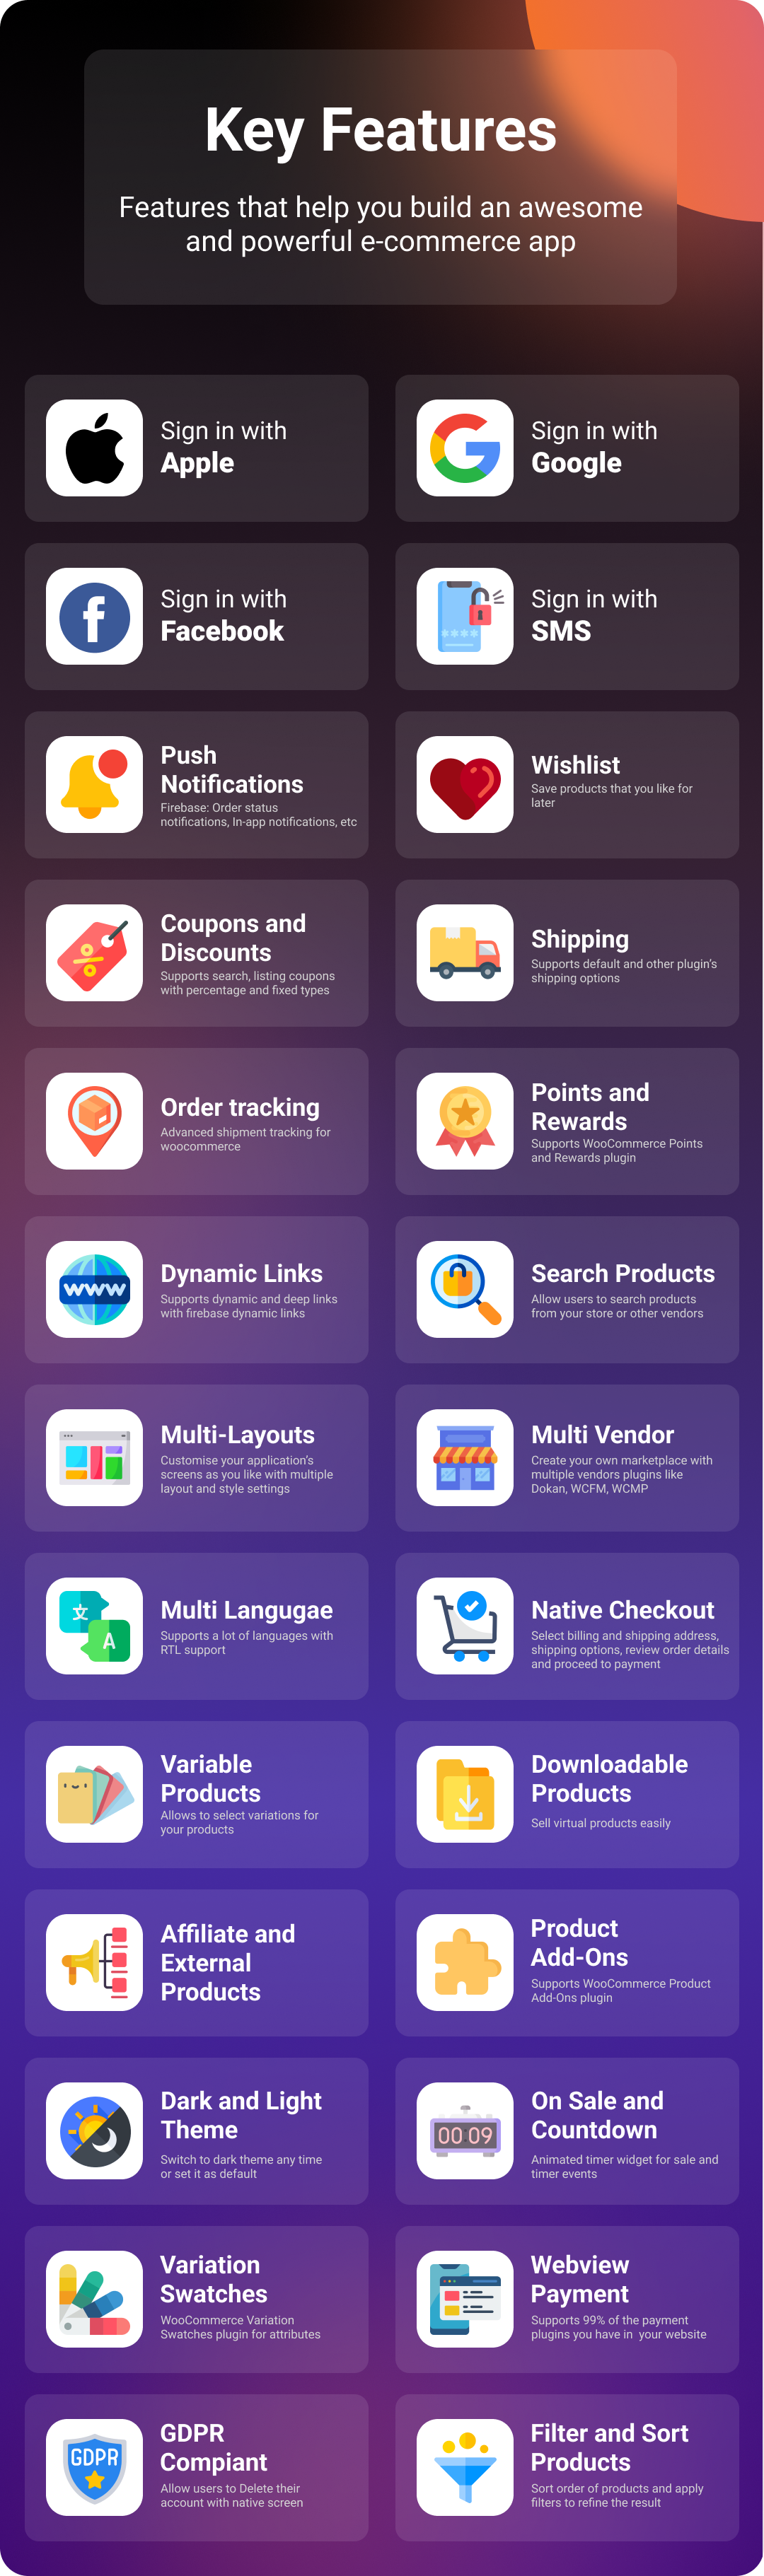 Key Features
Features that help you build an awesome
and powerful e-commerce app
Sign in with
Apple
Sign in with
Google
Sign in with
Facebook
Sign in with
SMS
Push
Notifications
Firebase: Order status
notifications, In-app notifications, etc
Wishlist
Save products that you like for
later
Coupons and
Discounts
Supports search, listing coupons
with percentage and fixed types
Shipping
Supports default and other plugin's
shipping options
Order tracking
Advanced shipment tracking for
woocommerce
Points and
Rewards
Supports WooCommerce Points
and Rewards plugin
www
Dynamic Links
Supports dynamic and deep links
with firebase dynamic links
Search Products
Allow users to search products
from your store or other vendors
Multi-Layouts
Customise your application's
screens as you like with multiple
layout and style settings
Multi Vendor
Create your own marketplace with
multiple vendors plugins like
Dokan, WCFM, WCMP
文
A
Multi Langugae
Supports a lot of languages with
RTL support
Native Checkout
Select billing and shipping address,
shipping options, review order details
and proceed to payment
Variable
Products
Allows to select variations for
your products
Downloadable
Products
Sell virtual products easily
Affiliate and
External
Products
Product
Add-Ons
Supports WooCommerce Product
Add-Ons plugin
Dark and Light
Theme
Switch to dark theme any time
or set it as default
00:09
On Sale and
Countdown
Animated timer widget for sale and
timer events
Variation
Swatches
WooCommerce Variation
Swatches plugin for attributes
Webview
Payment
Supports 99% of the payment
plugins you have in  your website
GDPR
GDPR
Compiant
Allow users to Delete their
account with native screen
Filter and Sort
Products
Sort order of products and apply
filters to refine the result